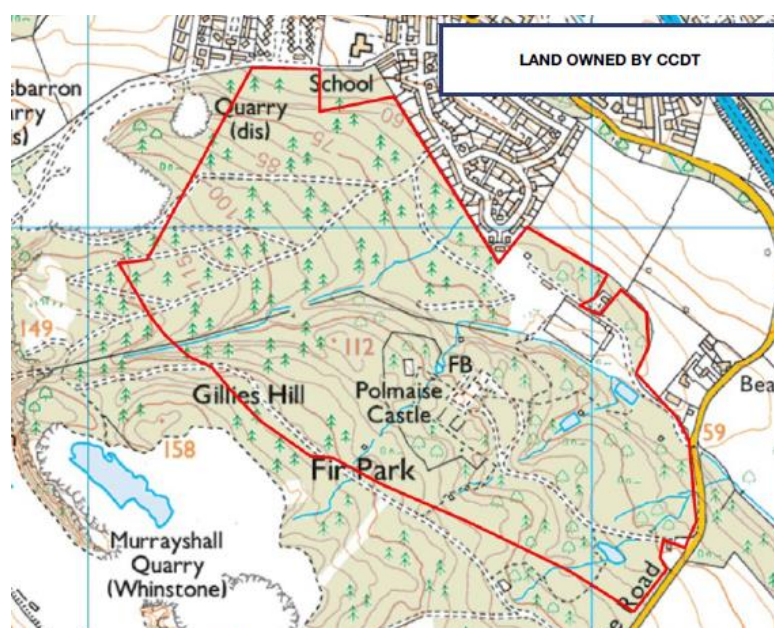 LAND OWNED BY CCDT
sbarron
rry
s)
School
Quarry
(dis)
60
75
85
100
115
149
112
FB
Polmaise
Castle
Gillies Hill
Bea
59
158
Fir Park
Murrayshall
Quarry
(Whinstone)
e Road